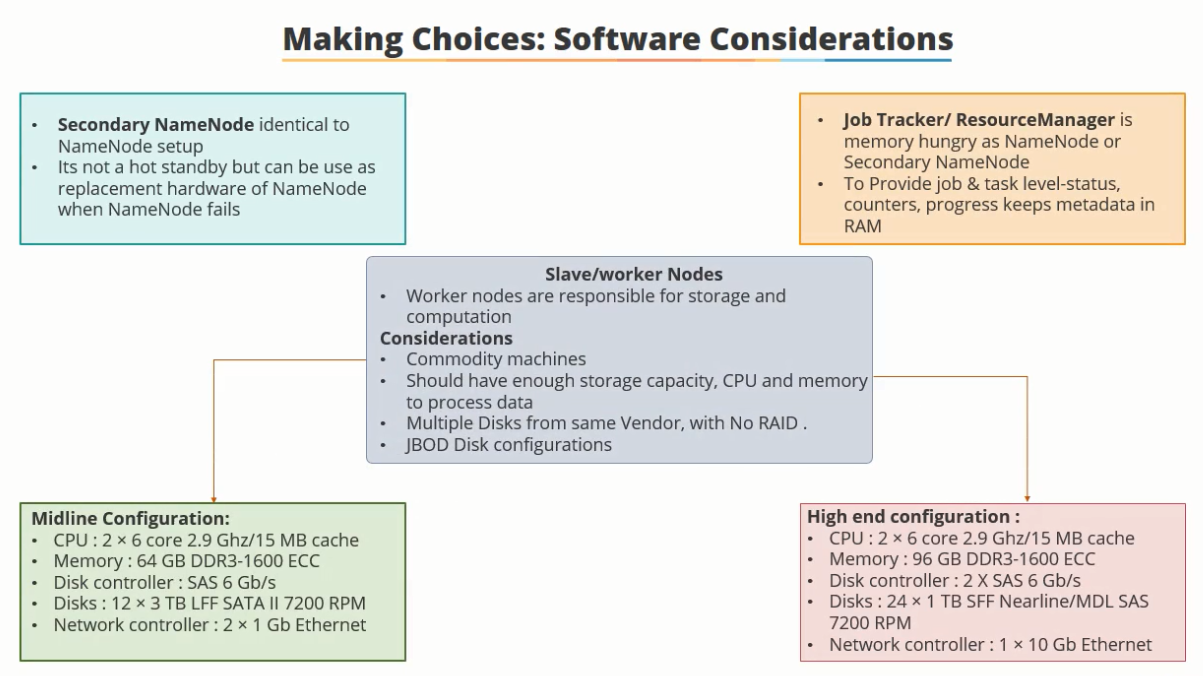 Making Choices: Software Considerations
• Secondary NameNode identical to
NameNode setup
• Its not a hot standby but can be use as
replacement hardware of NameNode
when NameNode fails
• Job Tracker/ ResourceManager is
memory hungry as NameNode or
Secondary NameNode
• To Provide job & task level-status,
counters, progress keeps metadata in
RAM
Slave/worker Nodes
• Worker nodes are responsible for storage and
computation
Considerations
• Commodity machines
• Should have enough storage capacity, CPU and memory
to process data
• Multiple Disks from same Vendor, with No RAID .
• JBOD Disk configurations
Midline Configuration:
• CPU : 2 × 6 core 2.9 Ghz/15 MB cache
• Memory : 64 GB DDR3-1600 ECC
• Disk controller : SAS 6 Gb/s
• Disks : 12 × 3 TB LFF SATA II 7200 RPM
• Network controller : 2 × 1 Gb Ethernet
High end configuration :
• CPU : 2 × 6 core 2.9 Ghz/15 MB cache
• Memory : 96 GB DDR3-1600 ECC
• Disk controller : 2 X SAS 6 Gb/s
• Disks : 24 × 1 TB SFF Nearline/MDL SAS
7200 RPM
• Network controller : 1 × 10 Gb Ethernet